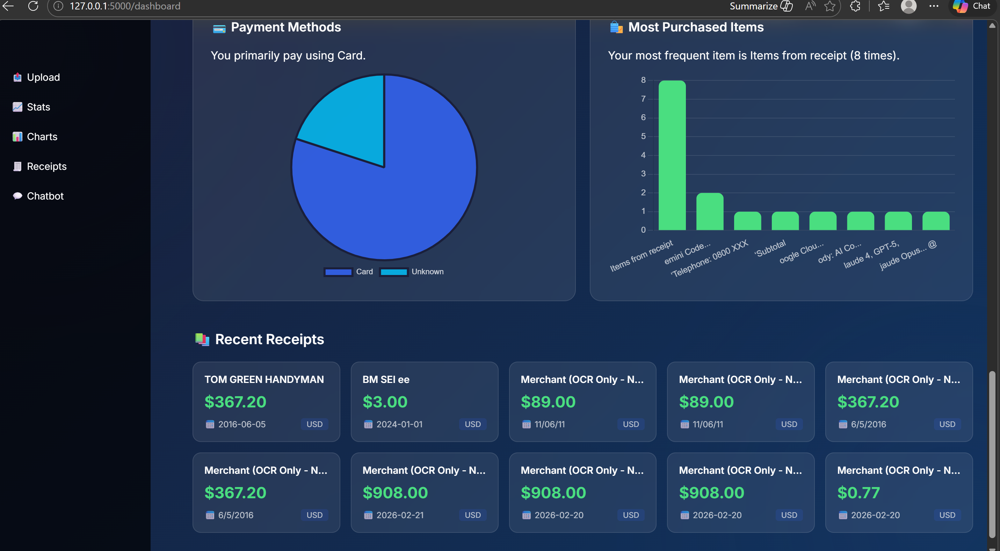 127.0.0.1:5000/dashboard
Summarize
Chat
Upload
Stats
Charts
Receipts
Chatbot
Payment Methods
You primarily pay using Card.
Card
Unknown
Most Purchased Items
Your most frequent item is Items from receipt (8 times).
8
7
6
5
4
3
2
1
0
Items from receipt
emini Code...
‘Telephone: 0800 XXX
‘Subtotal
oogle Clou...
ody: AI Co...
laude 4, GPT-5,
jaude Opus... @
Recent Receipts
TOM GREEN HANDYMAN
$367.20
2016-06-05 USD
BM SEI ee
$3.00
2024-01-01 USD
Merchant (OCR Only - N...
$89.00
11/06/11 USD
Merchant (OCR Only - N...
$89.00
11/06/11 USD
Merchant (OCR Only - N...
$367.20
6/5/2016 USD
Merchant (OCR Only - N...
$367.20
6/5/2016 USD
Merchant (OCR Only - N...
$908.00
2026-02-21 USD
Merchant (OCR Only - N...
$908.00
2026-02-20 USD
Merchant (OCR Only - N...
$908.00
2026-02-20 USD
Merchant (OCR Only - N...
$0.77
2026-02-20 USD